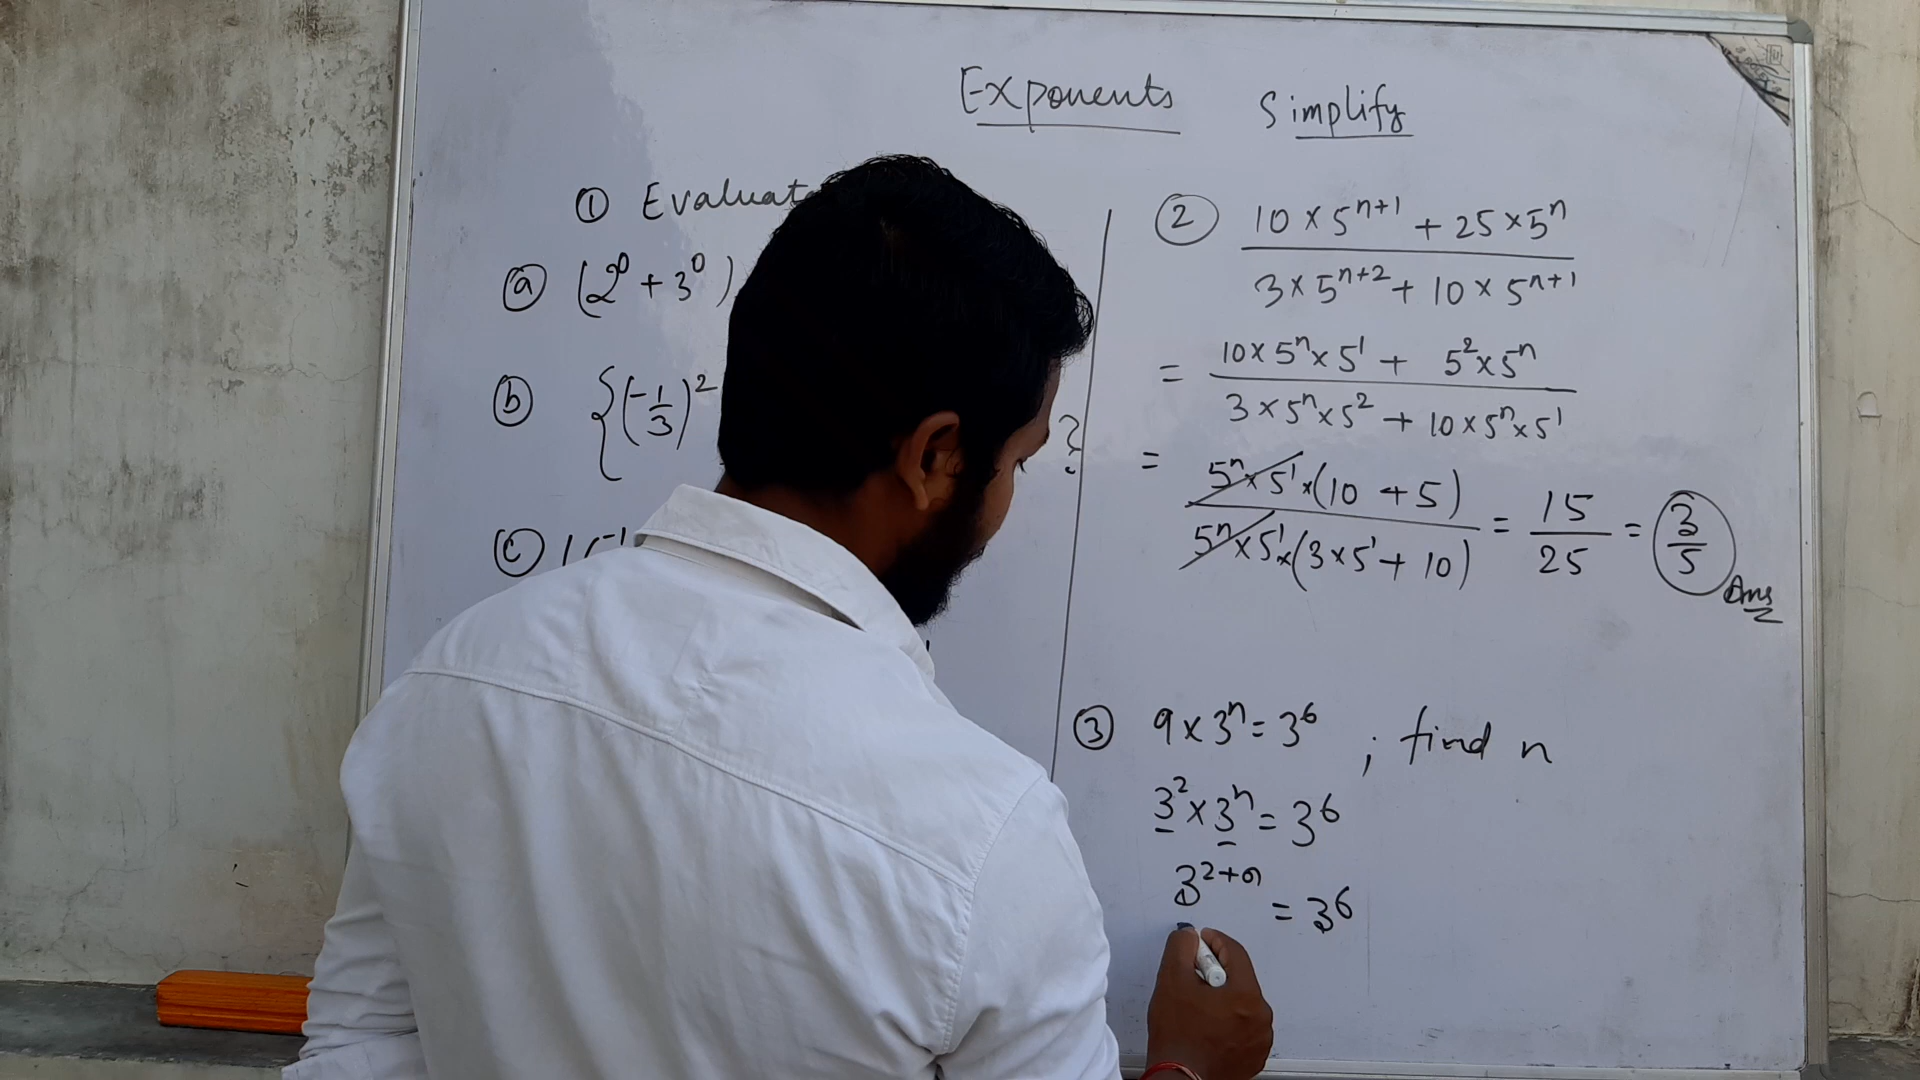 Exponents Simplify
① Evaluat
ⓐ (2⁰ + 3⁰)
ⓑ {(-1/3)²
?
ⓒ
② (10 × 5ⁿ⁺¹ + 25 × 5ⁿ) / (3 × 5ⁿ⁺² + 10 × 5ⁿ⁺¹)
= (10 × 5ⁿ × 5¹ + 5² × 5ⁿ) / (3 × 5ⁿ × 5² + 10 × 5ⁿ × 5¹)
= (5ⁿ × 5¹ × (10 + 5)) / (5ⁿ × 5¹ × (3 × 5¹ + 10)) = 15/25 = 3/5 Ans
③ 9 × 3ⁿ = 3⁶ ; find n
3² × 3ⁿ = 3⁶
3²⁺ⁿ = 3⁶